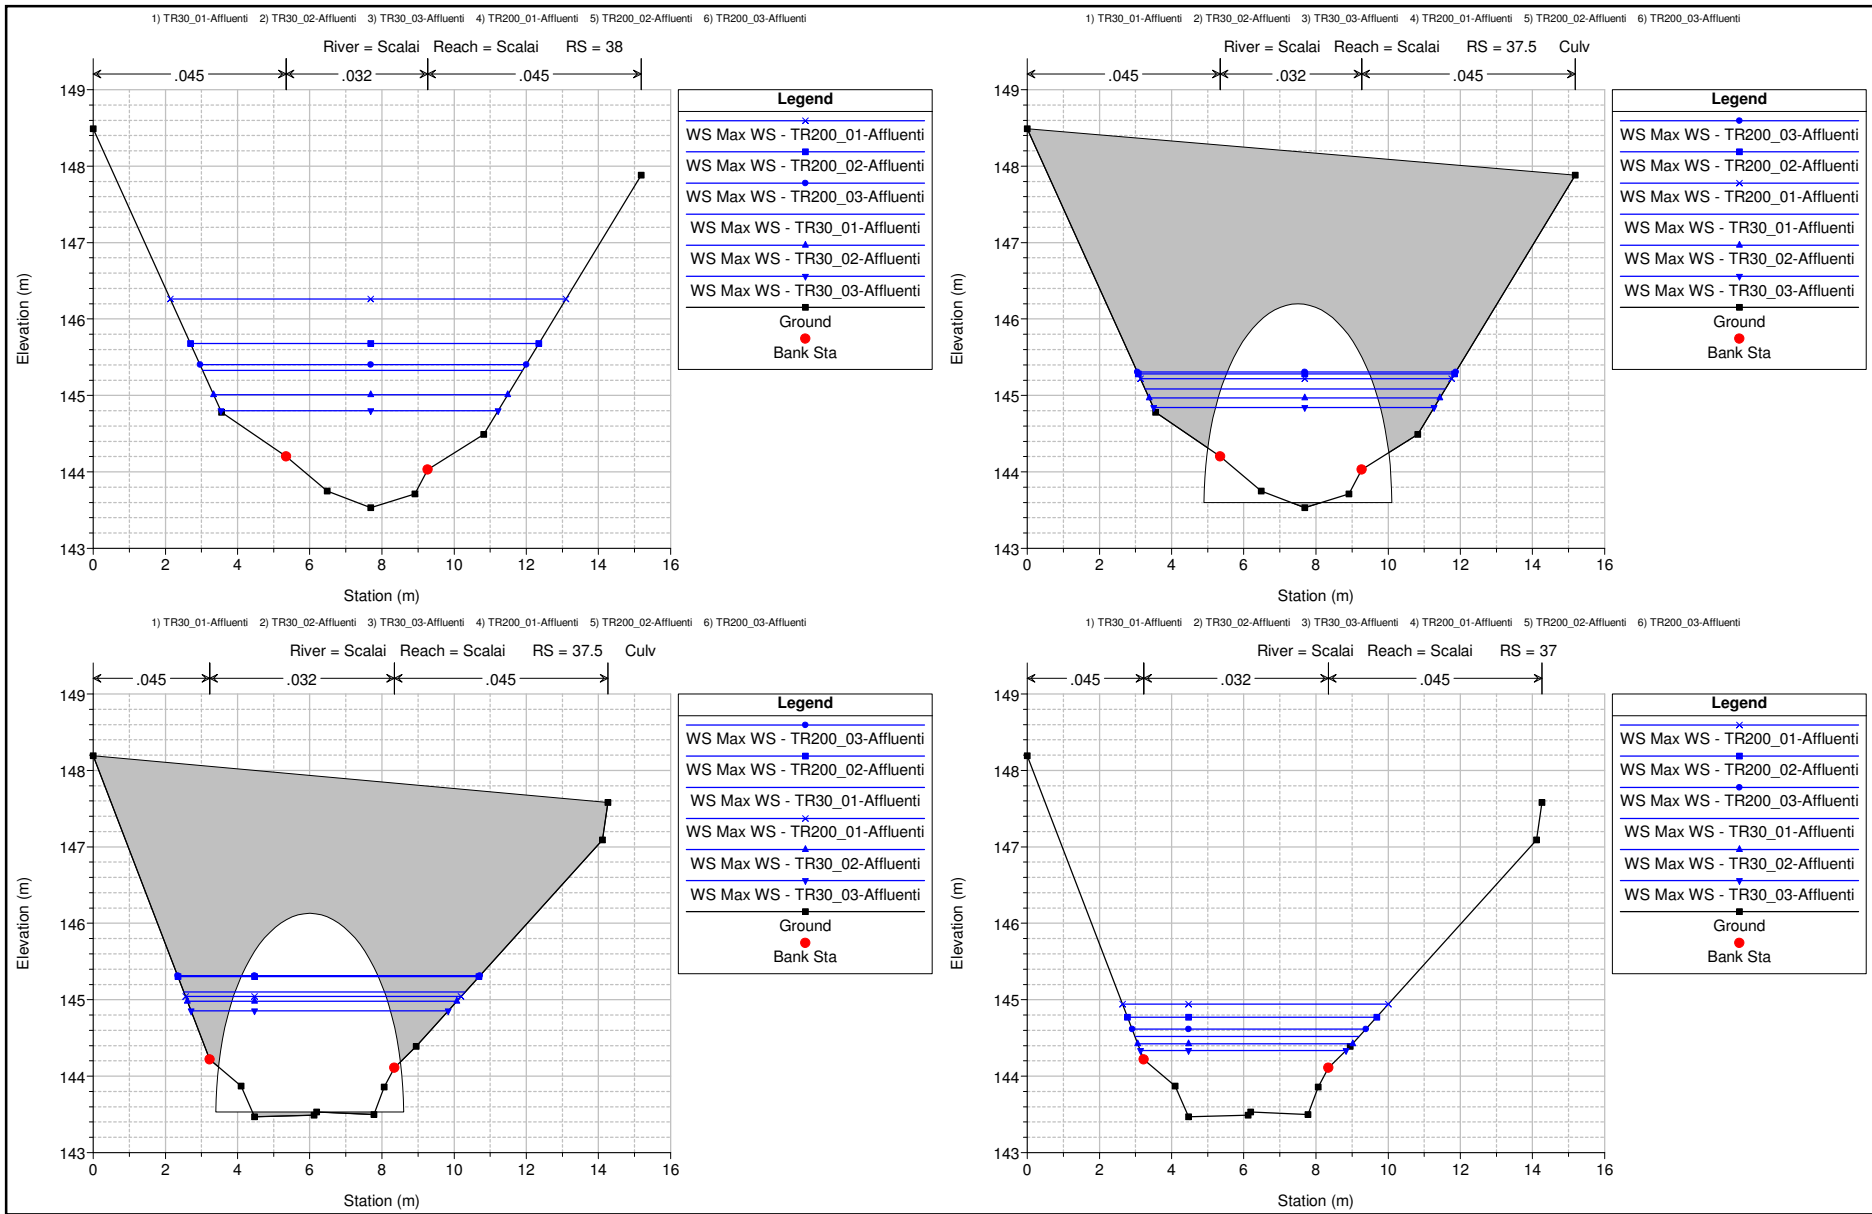 1) TR30_01-Affluenti 2) TR30_02-Affluenti 3) TR30_03-Affluenti 4) TR200_01-Affluenti 5) TR200_02-Affluenti 6) TR200_03-Affluenti
River = Scalai Reach = Scalai RS = 38
.045 .032 .045
Legend
WS Max WS - TR200_01-Affluenti
WS Max WS - TR200_02-Affluenti
WS Max WS - TR200_03-Affluenti
WS Max WS - TR30_01-Affluenti
WS Max WS - TR30_02-Affluenti
WS Max WS - TR30_03-Affluenti
Ground
Bank Sta
149
148
147
146
145
144
143
Elevation (m)
0 2 4 6 8 10 12 14 16
Station (m)
1) TR30_01-Affluenti 2) TR30_02-Affluenti 3) TR30_03-Affluenti 4) TR200_01-Affluenti 5) TR200_02-Affluenti 6) TR200_03-Affluenti
River = Scalai Reach = Scalai RS = 37.5 Culv
.045 .032 .045
Legend
WS Max WS - TR200_03-Affluenti
WS Max WS - TR200_02-Affluenti
WS Max WS - TR200_01-Affluenti
WS Max WS - TR30_01-Affluenti
WS Max WS - TR30_02-Affluenti
WS Max WS - TR30_03-Affluenti
Ground
Bank Sta
149
148
147
146
145
144
143
Elevation (m)
0 2 4 6 8 10 12 14 16
Station (m)
1) TR30_01-Affluenti 2) TR30_02-Affluenti 3) TR30_03-Affluenti 4) TR200_01-Affluenti 5) TR200_02-Affluenti 6) TR200_03-Affluenti
River = Scalai Reach = Scalai RS = 37.5 Culv
.045 .032 .045
Legend
WS Max WS - TR200_03-Affluenti
WS Max WS - TR200_02-Affluenti
WS Max WS - TR30_01-Affluenti
WS Max WS - TR200_01-Affluenti
WS Max WS - TR30_02-Affluenti
WS Max WS - TR30_03-Affluenti
Ground
Bank Sta
149
148
147
146
145
144
143
Elevation (m)
0 2 4 6 8 10 12 14 16
Station (m)
1) TR30_01-Affluenti 2) TR30_02-Affluenti 3) TR30_03-Affluenti 4) TR200_01-Affluenti 5) TR200_02-Affluenti 6) TR200_03-Affluenti
River = Scalai Reach = Scalai RS = 37
.045 .032 .045
Legend
WS Max WS - TR200_01-Affluenti
WS Max WS - TR200_02-Affluenti
WS Max WS - TR200_03-Affluenti
WS Max WS - TR30_01-Affluenti
WS Max WS - TR30_02-Affluenti
WS Max WS - TR30_03-Affluenti
Ground
Bank Sta
149
148
147
146
145
144
143
Elevation (m)
0 2 4 6 8 10 12 14 16
Station (m)